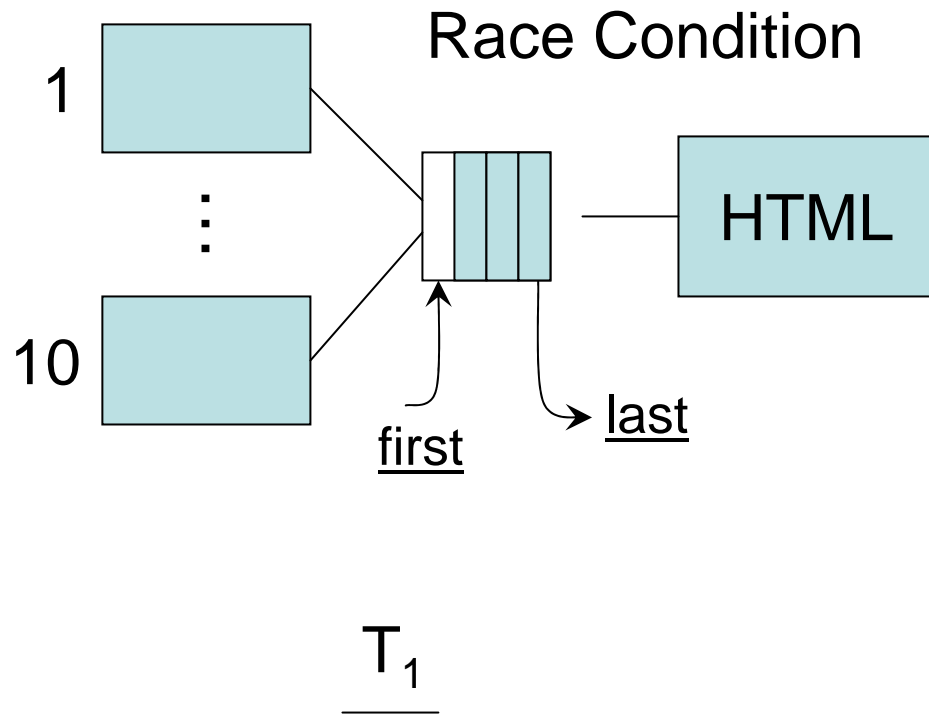 Race Condition
1
⋮
HTML
10
first
last
T₁